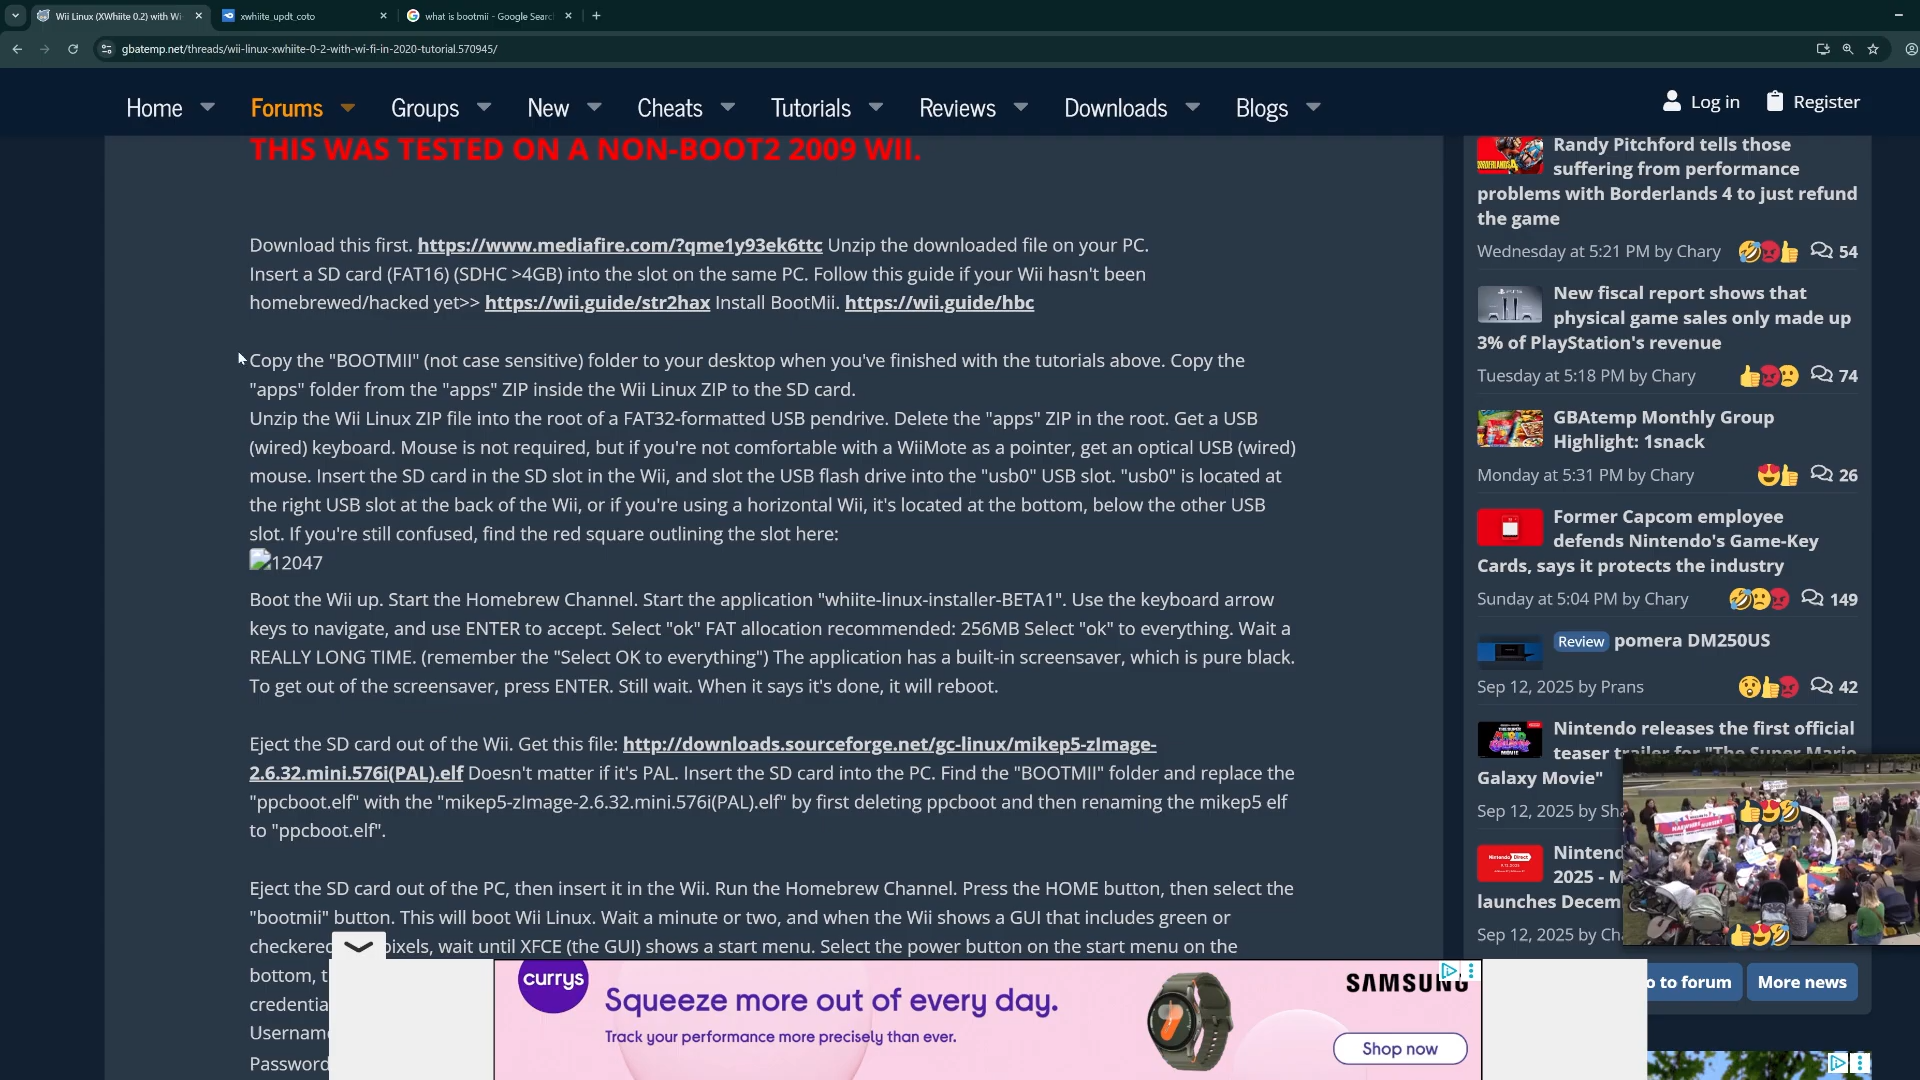 Wii Linux (XWhiite 0.2) with Wi-
xwhiite_updt_coto
what is bootmii - Google Searc
gbatemp.net/threads/wii-linux-xwhiite-0-2-with-wi-fi-in-2020-tutorial.570945/
Home Forums Groups New Cheats Tutorials Reviews Downloads Blogs Log in Register
THIS WAS TESTED ON A NON-BOOT2 2009 WII.
Download this first. https://www.mediafire.com/?qme1y93ek6ttc Unzip the downloaded file on your PC.
Insert a SD card (FAT16) (SDHC >4GB) into the slot on the same PC. Follow this guide if your Wii hasn't been
homebrewed/hacked yet>> https://wii.guide/str2hax Install BootMii. https://wii.guide/hbc
Copy the "BOOTMII" (not case sensitive) folder to your desktop when you've finished with the tutorials above. Copy the
"apps" folder from the "apps" ZIP inside the Wii Linux ZIP to the SD card.
Unzip the Wii Linux ZIP file into the root of a FAT32-formatted USB pendrive. Delete the "apps" ZIP in the root. Get a USB
(wired) keyboard. Mouse is not required, but if you're not comfortable with a WiiMote as a pointer, get an optical USB (wired)
mouse. Insert the SD card in the SD slot in the Wii, and slot the USB flash drive into the "usb0" USB slot. "usb0" is located at
the right USB slot at the back of the Wii, or if you're using a horizontal Wii, it's located at the bottom, below the other USB
slot. If you're still confused, find the red square outlining the slot here:
12047
Boot the Wii up. Start the Homebrew Channel. Start the application "whiite-linux-installer-BETA1". Use the keyboard arrow
keys to navigate, and use ENTER to accept. Select "ok" FAT allocation recommended: 256MB Select "ok" to everything. Wait a
REALLY LONG TIME. (remember the "Select OK to everything") The application has a built-in screensaver, which is pure black.
To get out of the screensaver, press ENTER. Still wait. When it says it's done, it will reboot.
Eject the SD card out of the Wii. Get this file: http://downloads.sourceforge.net/gc-linux/mikep5-zImage-
2.6.32.mini.576i(PAL).elf Doesn't matter if it's PAL. Insert the SD card into the PC. Find the "BOOTMII" folder and replace the
"ppcboot.elf" with the "mikep5-zImage-2.6.32.mini.576i(PAL).elf" by first deleting ppcboot and then renaming the mikep5 elf
to "ppcboot.elf".
Eject the SD card out of the PC, then insert it in the Wii. Run the Homebrew Channel. Press the HOME button, then select the
"bootmii" button. This will boot Wii Linux. Wait a minute or two, and when the Wii shows a GUI that includes green or
checkered pixels, wait until XFCE (the GUI) shows a start menu. Select the power button on the start menu on the
bottom, t
credentia
Usernam
Password
Randy Pitchford tells those
suffering from performance
problems with Borderlands 4 to just refund
the game
Wednesday at 5:21 PM by Chary 54
New fiscal report shows that
physical game sales only made up
3% of PlayStation's revenue
Tuesday at 5:18 PM by Chary 74
GBAtemp Monthly Group
Highlight: 1snack
Monday at 5:31 PM by Chary 26
Former Capcom employee
defends Nintendo's Game-Key
Cards, says it protects the industry
Sunday at 5:04 PM by Chary 149
Review pomera DM250US
Sep 12, 2025 by Prans 42
Nintendo releases the first official
teaser trailer for "The Super Mario
Galaxy Movie"
Sep 12, 2025 by Sha
Nintend
2025 - M
launches Decem
Sep 12, 2025 by Cha
o to forum More news
currys
Squeeze more out of every day.
Track your performance more precisely than ever.
SAMSUNG
Shop now